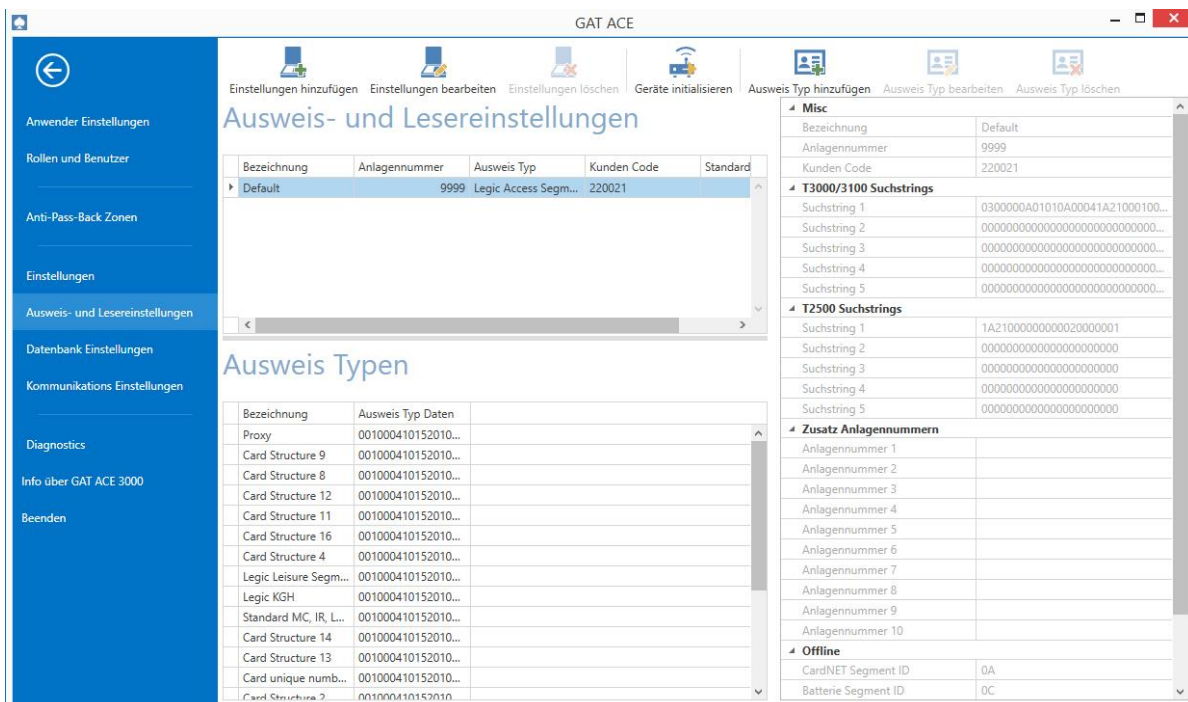 GAT ACE
Einstellungen hinzufügen Einstellungen bearbeiten Einstellungen löschen Geräte initialisieren Ausweis Typ hinzufügen Ausweis Typ bearbeiten Ausweis Typ löschen
Anwender Einstellungen
Rollen und Benutzer
Anti-Pass-Back Zonen
Einstellungen
Ausweis- und Lesereinstellungen
Datenbank Einstellungen
Kommunikations Einstellungen
Diagnostics
Info über GAT ACE 3000
Beenden
Ausweis- und Lesereinstellungen
Bezeichnung Anlagennummer Ausweis Typ Kunden Code Standard
Default 9999 Legic Access Segm... 220021
Ausweis Typen
Bezeichnung Ausweis Typ Daten
Proxy 001000410152010...
Card Structure 9 001000410152010...
Card Structure 8 001000410152010...
Card Structure 12 001000410152010...
Card Structure 11 001000410152010...
Card Structure 16 001000410152010...
Card Structure 4 001000410152010...
Legic Leisure Segm... 001000410152010...
Legic KGH 001000410152010...
Standard MC, IR, L... 001000410152010...
Card Structure 14 001000410152010...
Card Structure 13 001000410152010...
Card unique numb... 001000410152010...
Card Structure 2 001000410152010
Misc
Bezeichnung Default
Anlagennummer 9999
Kunden Code 220021
T3000/3100 Suchstrings
Suchstring 1 0300000A01010A00041A21000100...
Suchstring 2 0000000000000000000000000000...
Suchstring 3 0000000000000000000000000000...
Suchstring 4 0000000000000000000000000000...
Suchstring 5 0000000000000000000000000000...
T2500 Suchstrings
Suchstring 1 1A21000000000020000001
Suchstring 2 0000000000000000000000
Suchstring 3 0000000000000000000000
Suchstring 4 0000000000000000000000
Suchstring 5 0000000000000000000000
Zusatz Anlagennummern
Anlagennummer 1
Anlagennummer 2
Anlagennummer 3
Anlagennummer 4
Anlagennummer 5
Anlagennummer 6
Anlagennummer 7
Anlagennummer 8
Anlagennummer 9
Anlagennummer 10
Offline
CardNET Segment ID 0A
Batterie Segment ID 0C